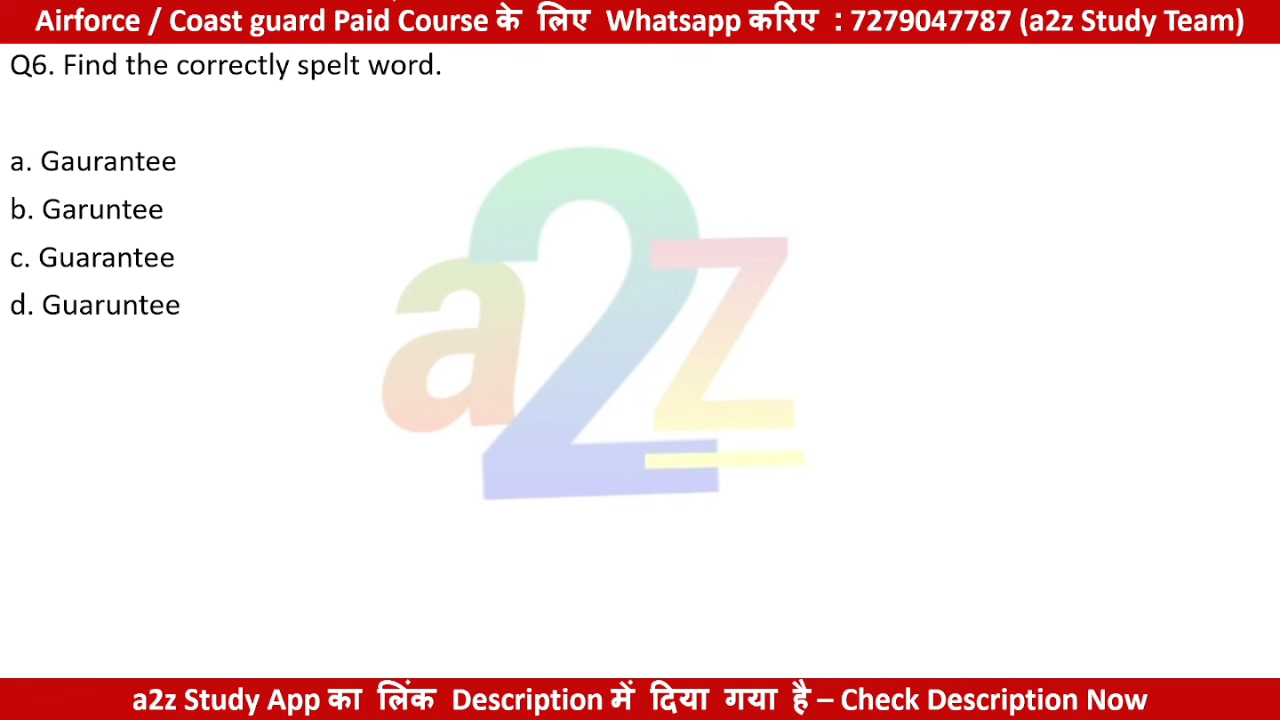 Airforce / Coast guard Paid Course के लिए Whatsapp करिए : 7279047787 (a2z Study Team)
Q6. Find the correctly spelt word.
a. Gaurantee
b. Garuntee
c. Guarantee
d. Guaruntee
a2z
a2z Study App का लिंक Description में दिया गया है – Check Description Now